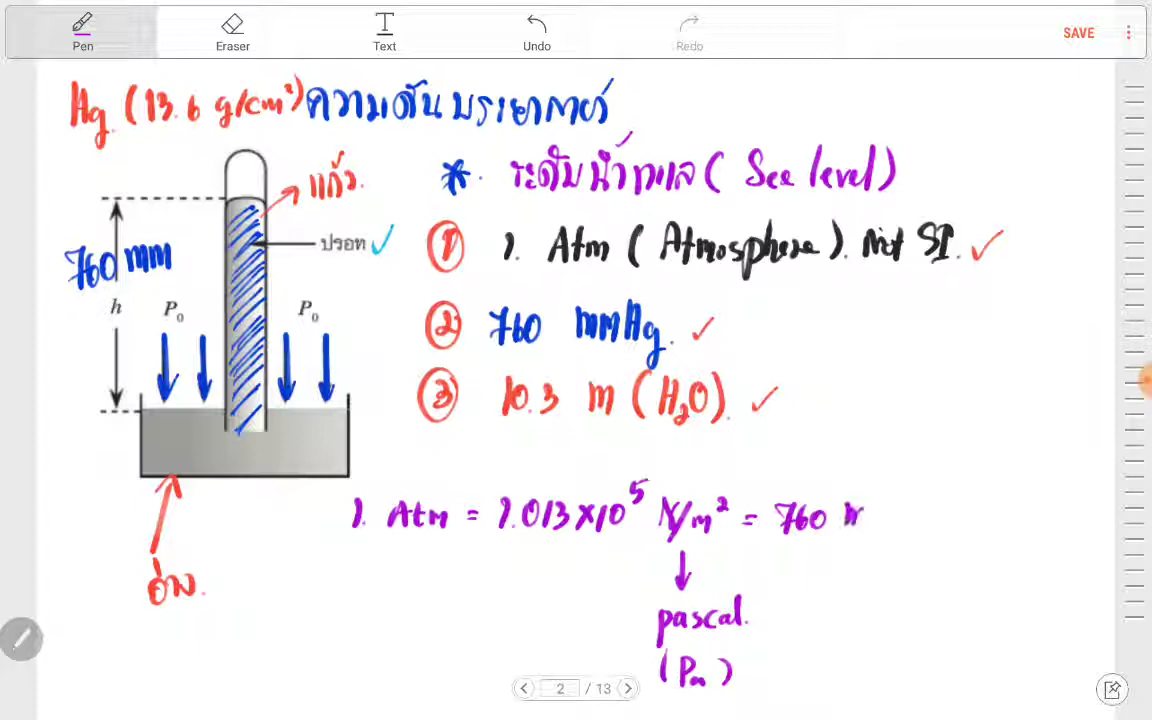 Pen Eraser Text Undo Redo SAVE
Hg (13.6 g/cm³) ความดันบรรยากาศ
* ระดับน้ำทะเล (Sea level)
แก้ว
ปรอท ✓
① 1. Atm (Atmosphere). Not SI. ✓
760 mm
h P₀ P₀
② 760 mmHg. ✓
③ 10.3 m (H₂O). ✓
1. Atm = 1.013×10⁵ N/m² = 760
อ่าง.
pascal.
(Pa)
2 / 13